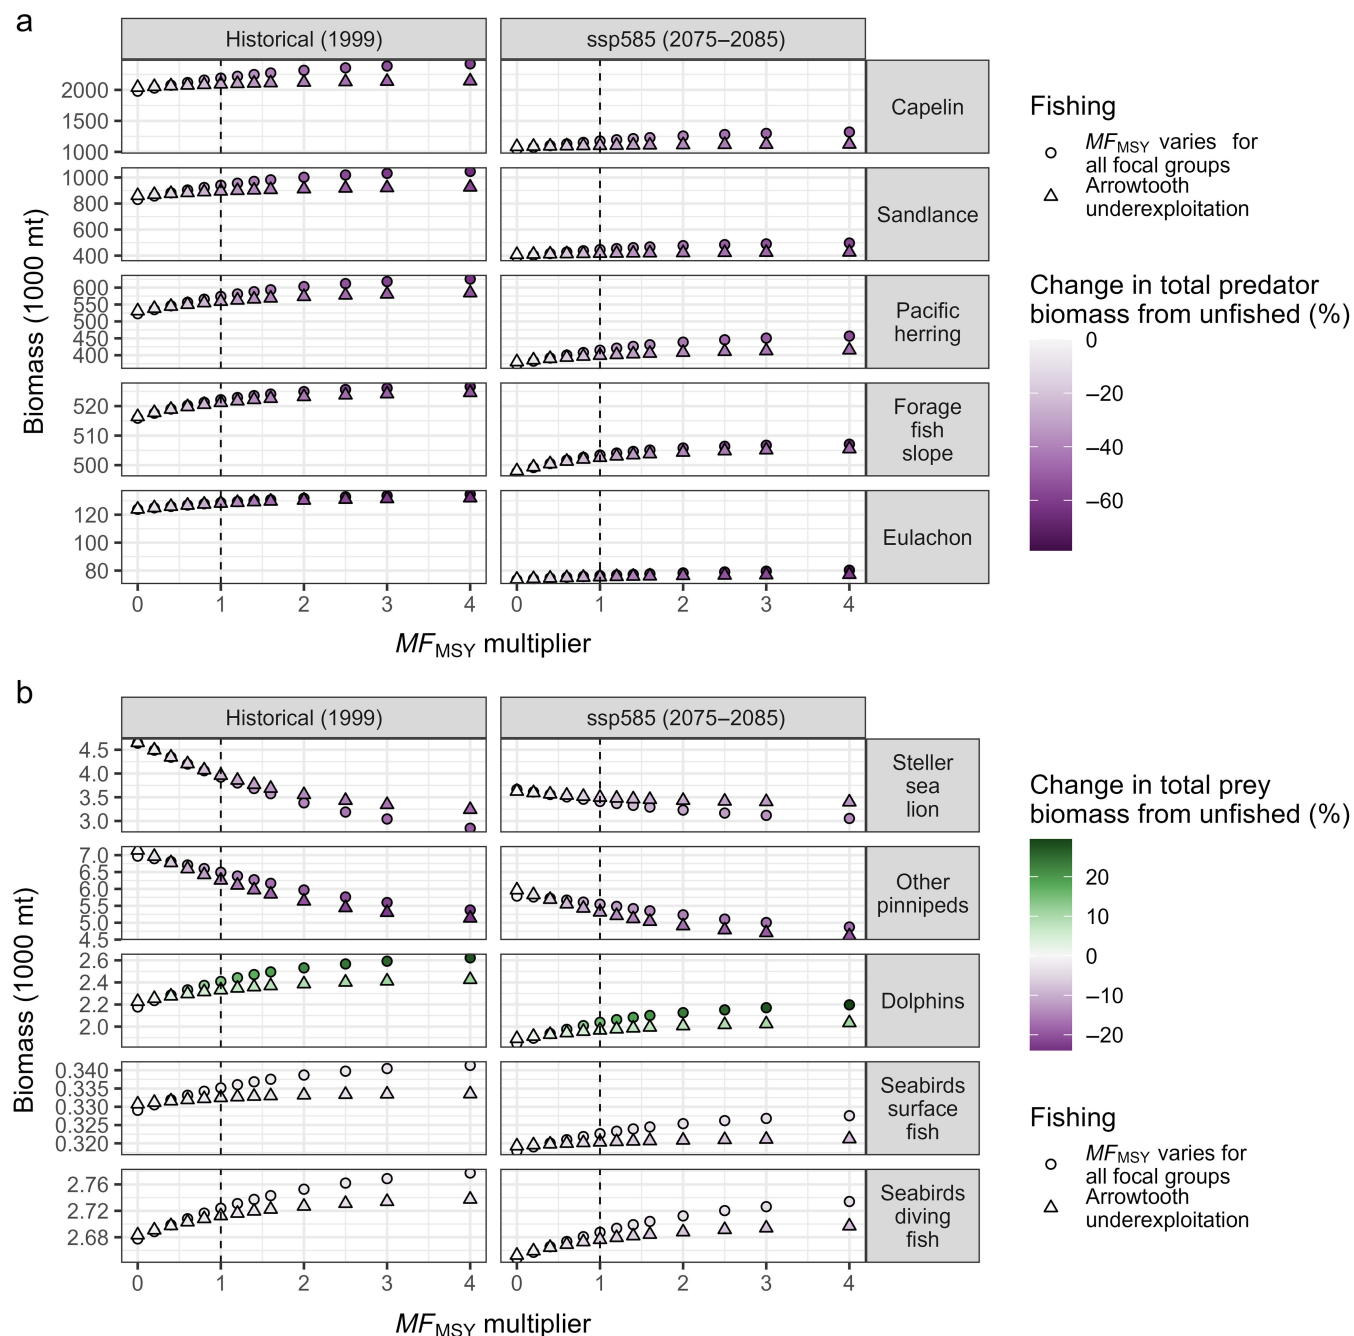 a
Historical (1999)
ssp585 (2075–2085)
2000
1500
1000
Capelin
1000
800
600
400
Sandlance
600
550
500
450
400
Pacific
herring
520
510
500
Forage
fish
slope
120
100
80
Eulachon
0 1 2 3 4
0 1 2 3 4
Biomass (1000 mt)
MF_MSY multiplier
Fishing
MF_MSY varies for
all focal groups
Arrowtooth
underexploitation
Change in total predator
biomass from unfished (%)
0
−20
−40
−60
b
Historical (1999)
ssp585 (2075–2085)
4.5
4.0
3.5
3.0
Steller
sea
lion
7.0
6.5
6.0
5.5
5.0
4.5
Other
pinnipeds
2.6
2.4
2.2
2.0
Dolphins
0.340
0.335
0.330
0.325
0.320
Seabirds
surface
fish
2.76
2.72
2.68
Seabirds
diving
fish
0 1 2 3 4
0 1 2 3 4
Biomass (1000 mt)
MF_MSY multiplier
Change in total prey
biomass from unfished (%)
20
10
0
−10
−20
Fishing
MF_MSY varies for
all focal groups
Arrowtooth
underexploitation